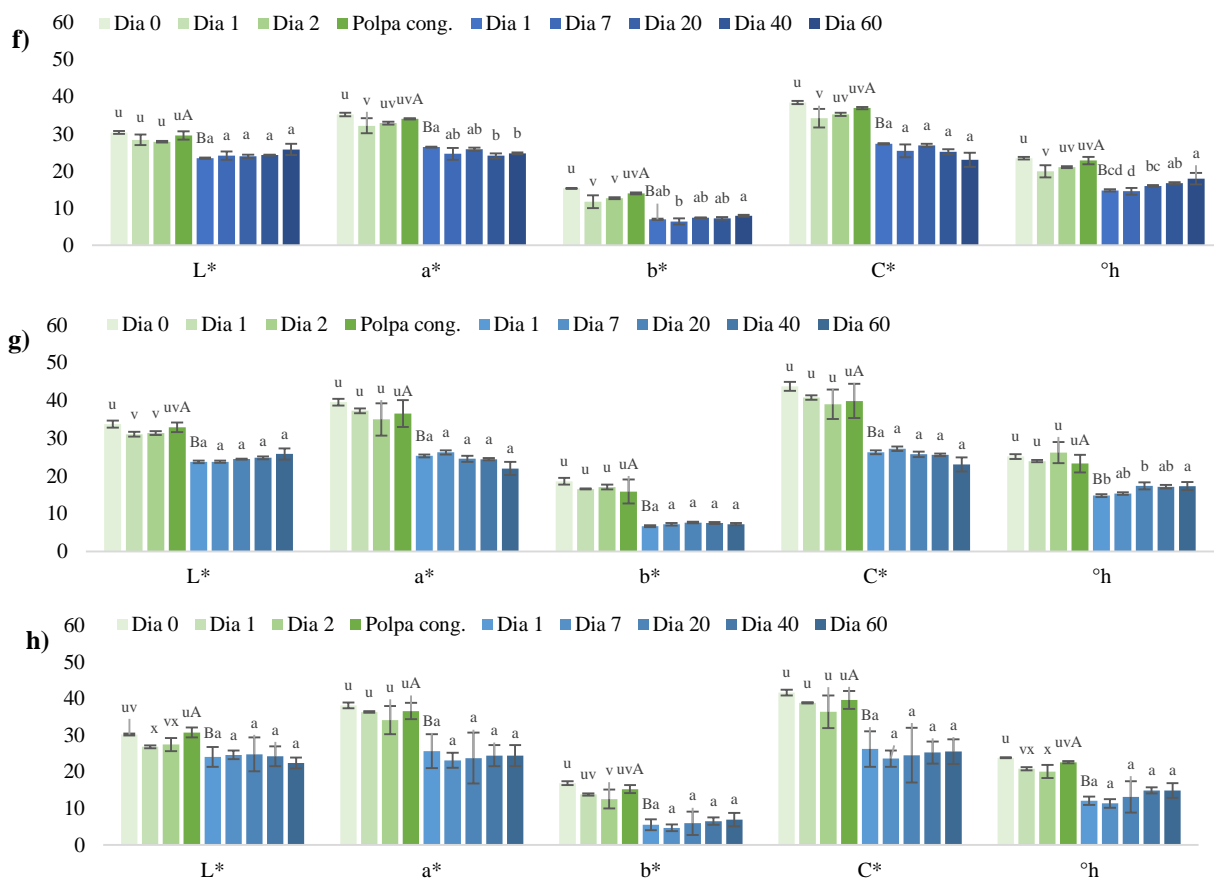 f)
60 Dia 0 Dia 1 Dia 2 Polpa cong. Dia 1 Dia 7 Dia 20 Dia 40 Dia 60
50
40
30
20
10
0
u u u uA Ba a a a a
u v uv uvA Ba ab ab b b
u v v uvA Bab b ab ab a
u v uv uvA Ba a a a a
u v uv uvA Bcd d bc ab a
L* a* b* C* °h
g)
60 Dia 0 Dia 1 Dia 2 Polpa cong. Dia 1 Dia 7 Dia 20 Dia 40 Dia 60
50
40
30
20
10
0
u v v uvA Ba a a a a
u u u uA Ba a a a a
u u u uA Ba a a a a
u u u uA Ba a a a a
u u u uA Bb ab b ab a
L* a* b* C* °h
h)
60 Dia 0 Dia 1 Dia 2 Polpa cong. Dia 1 Dia 7 Dia 20 Dia 40 Dia 60
50
40
30
20
10
0
uv x vx uA Ba a a a a
u u u uA Ba a a a a
u uv v uvA Ba a a a a
u u u uA Ba a a a a
u vx x uvA Ba a a a a
L* a* b* C* °h